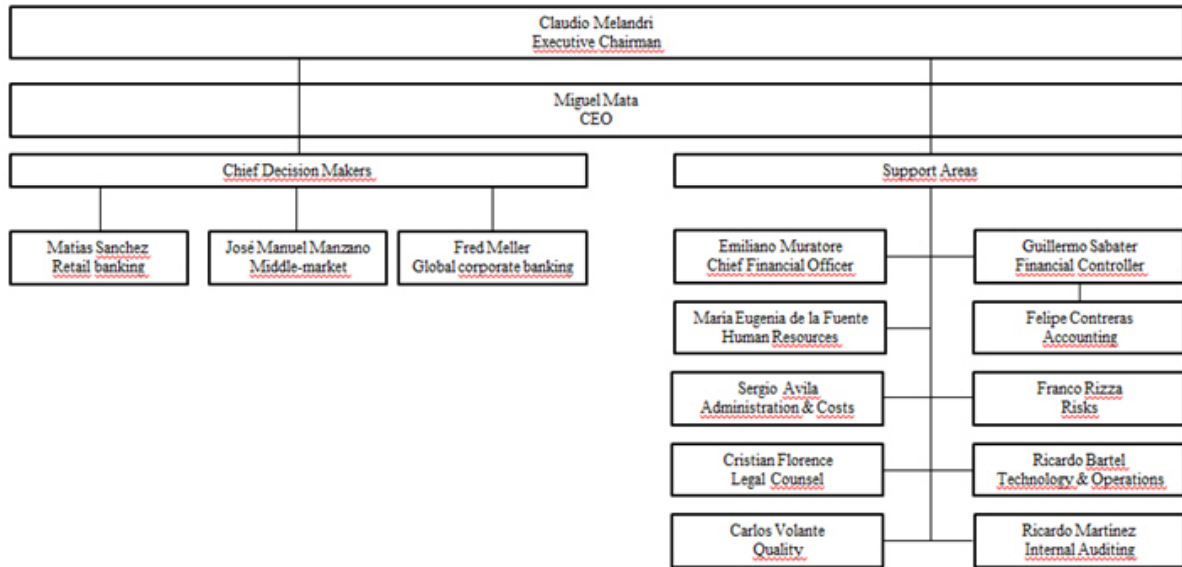 Claudio Melandri
Executive Chairman
Miguel Mata
CEO
Chief Decision Makers
Support Areas
Matias Sanchez
Retail banking
José Manuel Manzano
Middle-market
Fred Meller
Global corporate banking
Emiliano Muratore
Chief Financial Officer
Guillermo Sabater
Financial Controller
Maria Eugenia de la Fuente
Human Resources
Felipe Contreras
Accounting
Sergio Avila
Administration & Costs
Franco Rizza
Risks
Cristian Florence
Legal Counsel
Ricardo Bartel
Technology & Operations
Carlos Volante
Quality
Ricardo Martinez
Internal Auditing